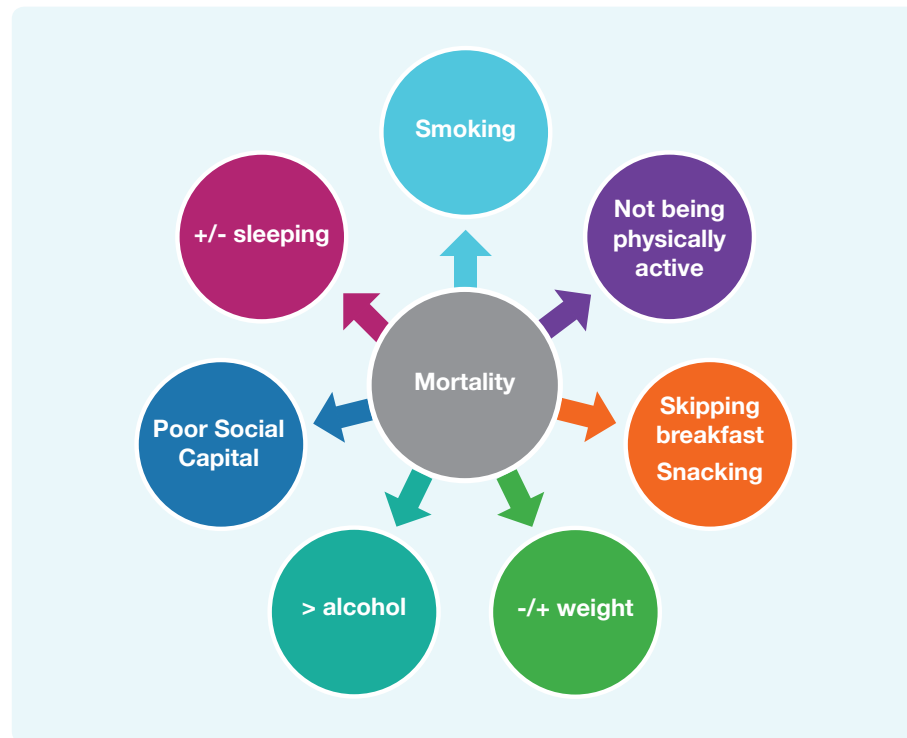 Smoking
Not being
physically
active
Skipping
breakfast
Snacking
-/+ weight
> alcohol
Poor Social
Capital
+/- sleeping
Mortality